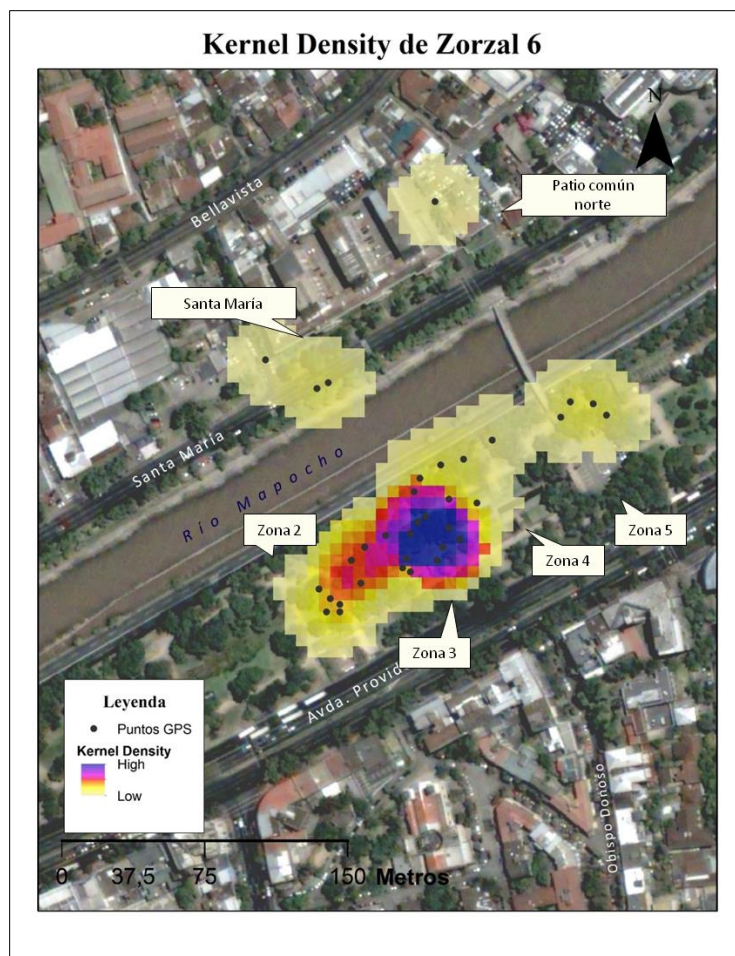 Kernel Density de Zorzal 6
N
Bellavista
Patio común
norte
Santa María
Santa María
Río Mapocho
Zona 2
Zona 5
Zona 4
Zona 3
Avda. Provid
Leyenda
Puntos GPS
Kernel Density
High
Low
Obispo Donoso
0 37,5 75 150 Metros